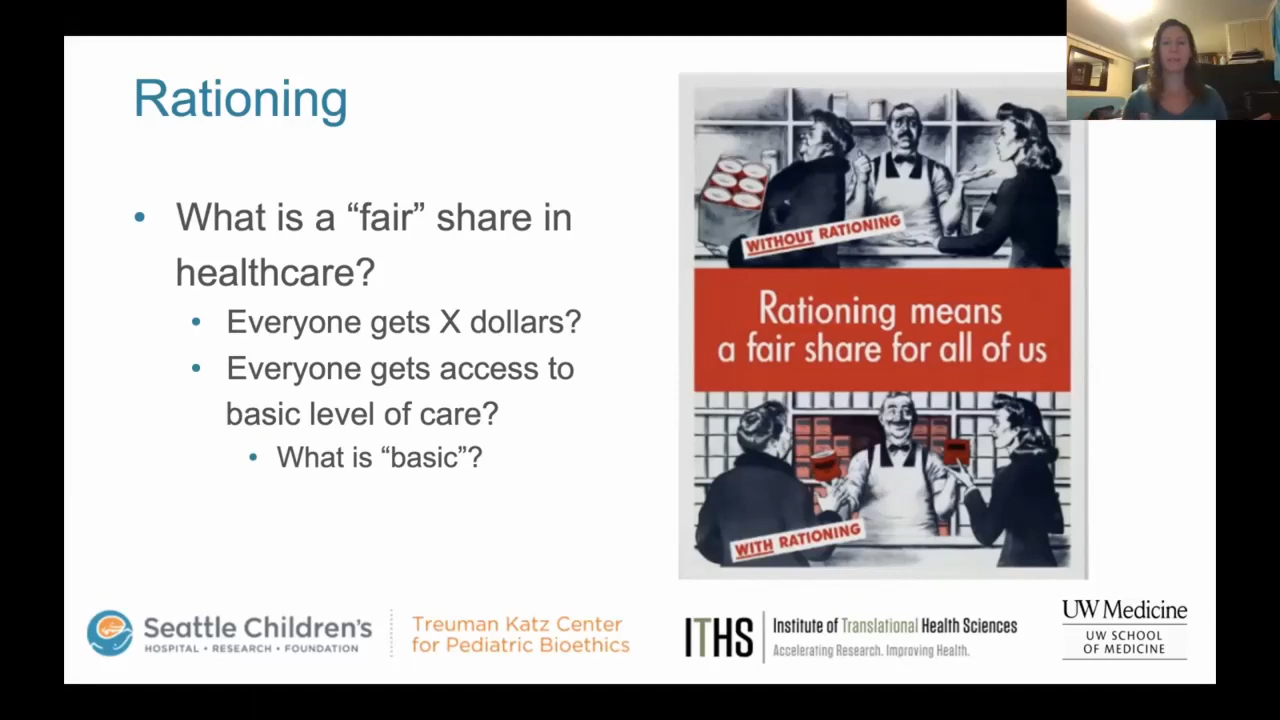 Rationing
• What is a “fair” share in
healthcare?
• Everyone gets X dollars?
• Everyone gets access to
basic level of care?
• What is “basic”?
WITHOUT RATIONING
Rationing means
a fair share for all of us
WITH RATIONING
Seattle Children's
HOSPITAL • RESEARCH • FOUNDATION
Treuman Katz Center
for Pediatric Bioethics
ITHS
Institute of Translational Health Sciences
Accelerating Research. Improving Health.
UW Medicine
UW SCHOOL
OF MEDICINE